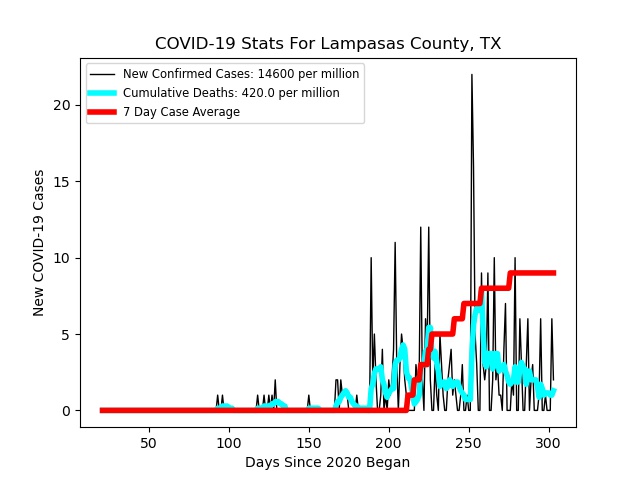 COVID-19 Stats For Lampasas County, TX
New Confirmed Cases: 14600 per million
Cumulative Deaths: 420.0 per million
7 Day Case Average
New COVID-19 Cases
20
15
10
5
0
50 100 150 200 250 300
Days Since 2020 Began